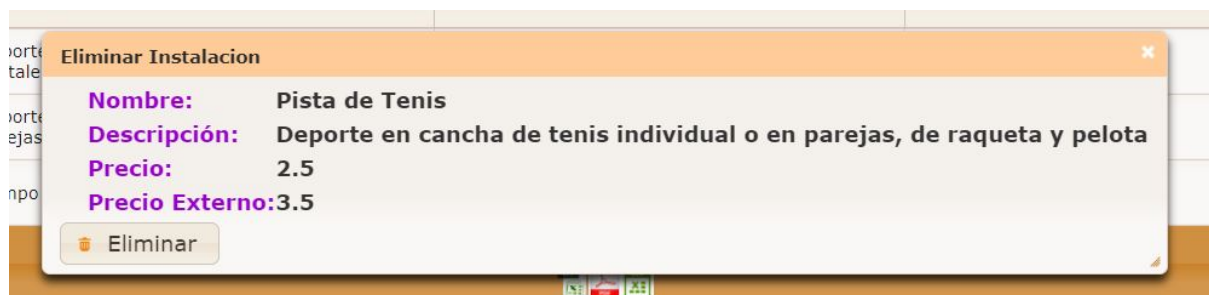 Eliminar Instalacion
Nombre: Pista de Tenis
Descripción: Deporte en cancha de tenis individual o en parejas, de raqueta y pelota
Precio: 2.5
Precio Externo: 3.5
Eliminar